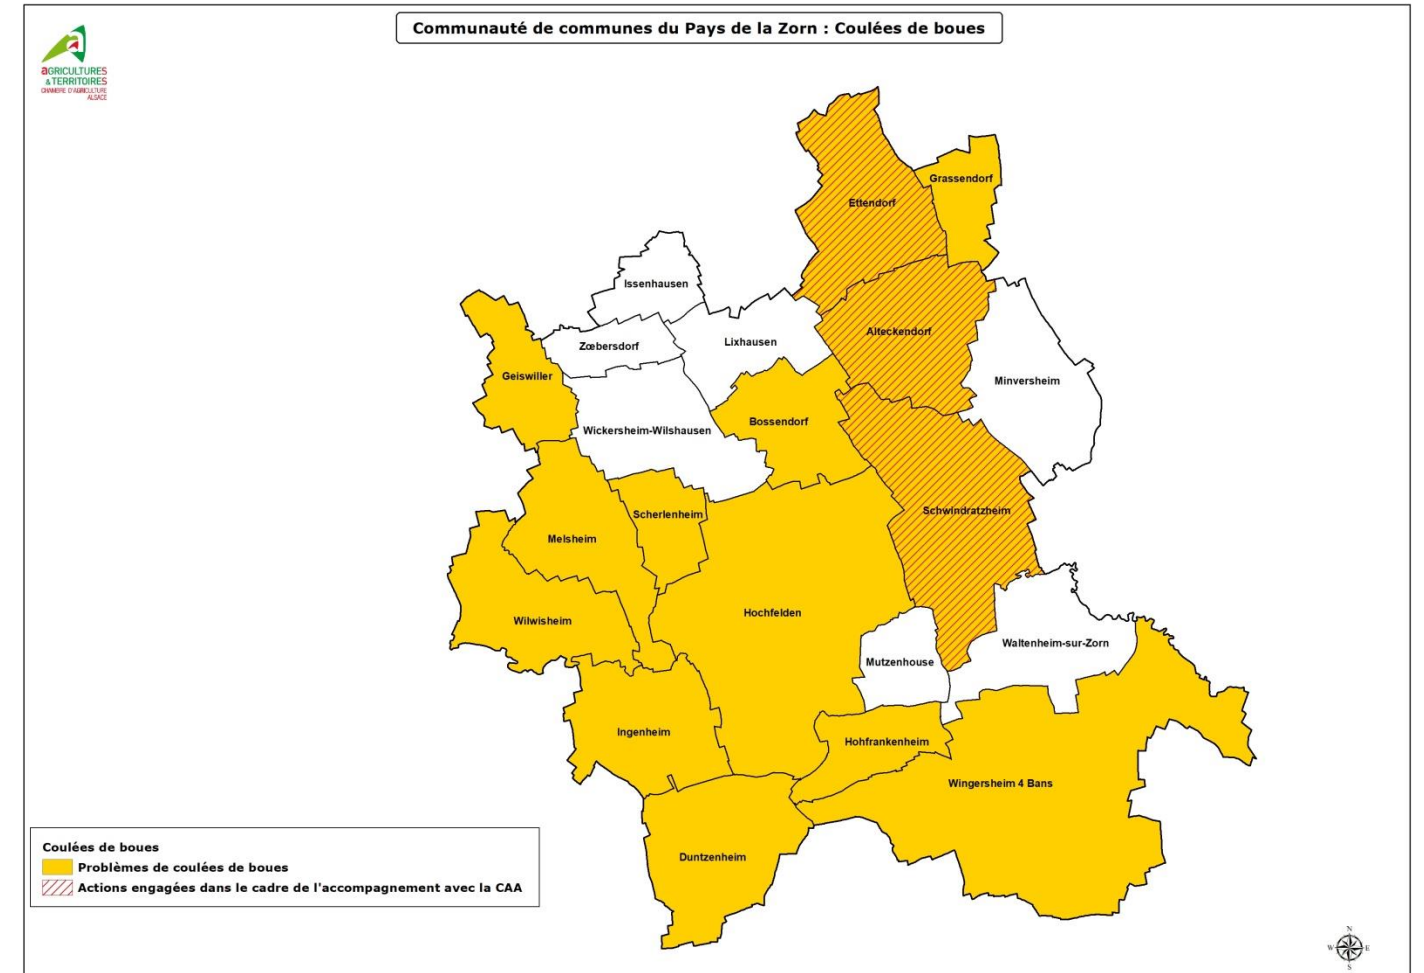 Communauté de communes du Pays de la Zorn : Coulées de boues
aGRICULTURES
& TERRITOIRES
CHAMBRE D'AGRICULTURE
ALSACE
Grassendorf
Ettendorf
Issenhausen
Alteckendorf
Lixhausen
Zœbersdorf
Geiswiller
Minversheim
Bossendorf
Wickersheim-Wilshausen
Schwindratzheim
Scherlenheim
Melsheim
Hochfelden
Wilwisheim
Waltenheim-sur-Zorn
Mutzenhouse
Ingenheim
Hohfrankenheim
Wingersheim 4 Bans
Duntzenheim
Coulées de boues
Problèmes de coulées de boues
Actions engagées dans le cadre de l'accompagnement avec la CAA
N
W E
S